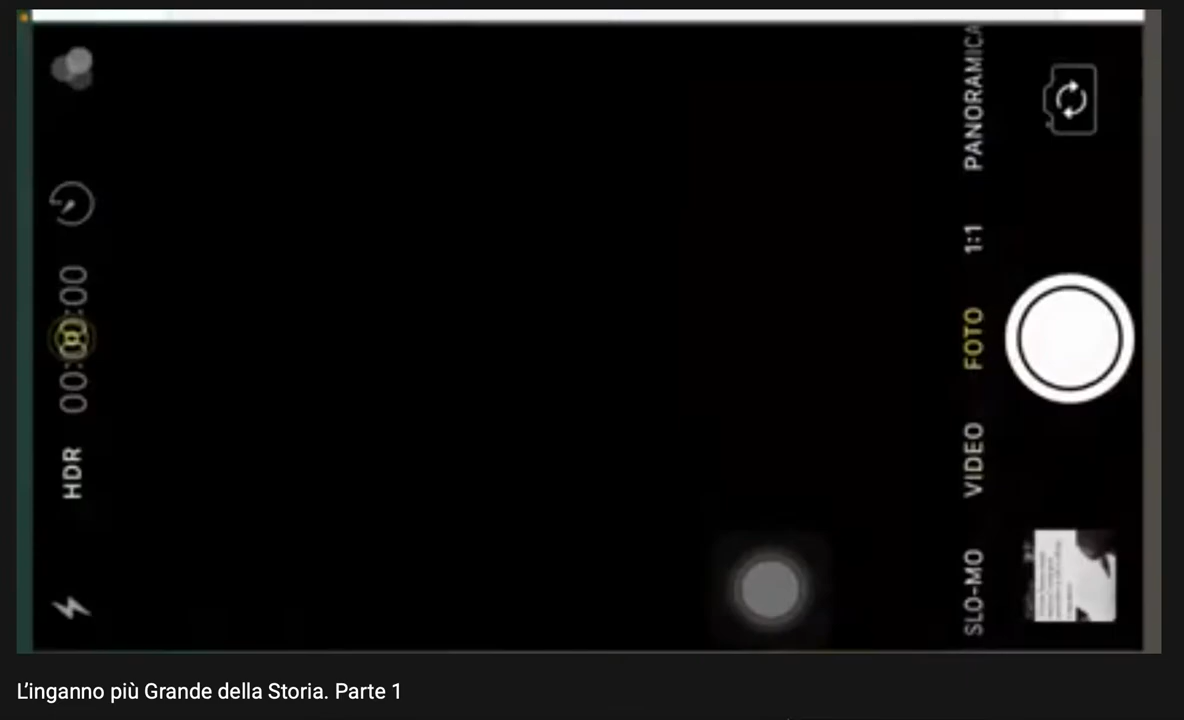 PANORAMICA
1:1
FOTO
VIDEO
SLO-MO
00:00:00
HDR
L'inganno più Grande della Storia. Parte 1